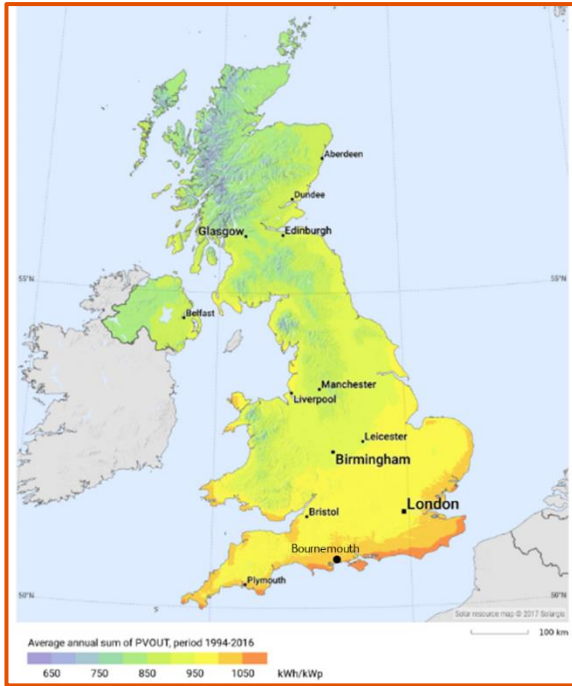 Aberdeen
Dundee
Glasgow
Edinburgh
55°N
55°N
Belfast
Manchester
Liverpool
Leicester
Birmingham
London
Bristol
Bournemouth
Plymouth
50°N
50°N
Solar resource map © 2017 Solargis
100 km
Average annual sum of PVOUT, period 1994-2016
650 750 850 950 1050 kWh/kWp